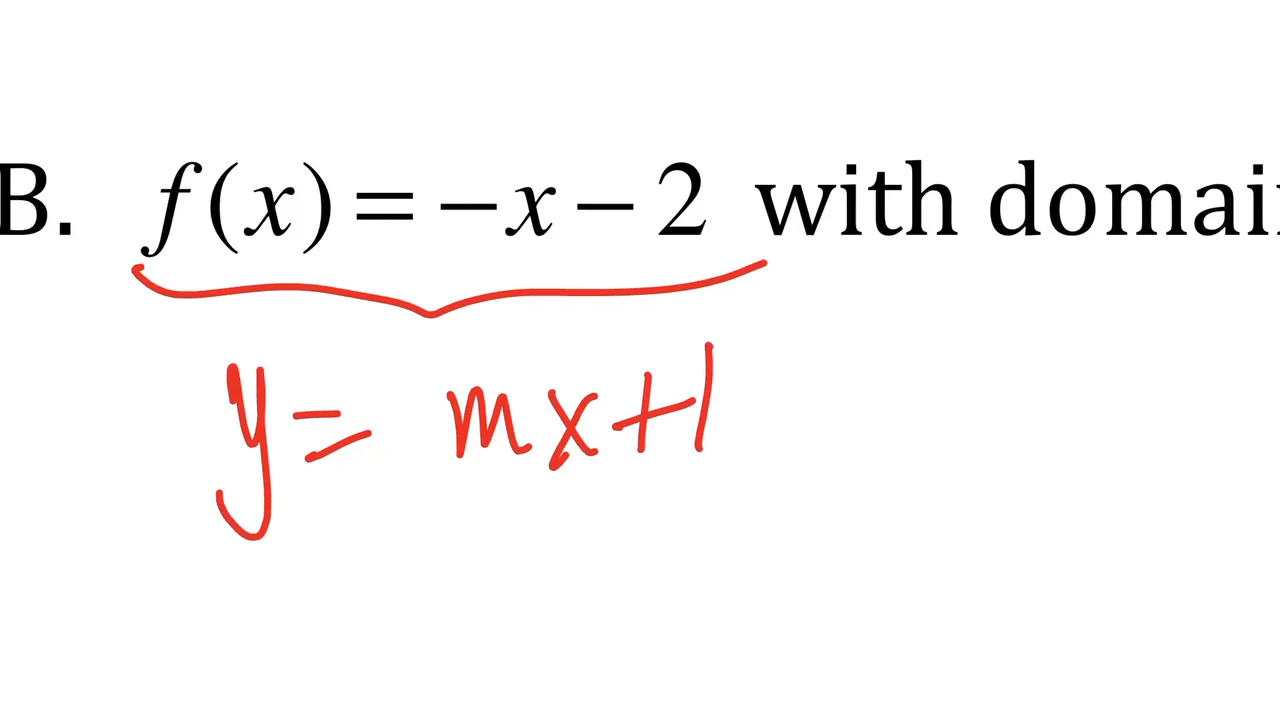 B. f(x) = −x − 2 with domai
y = mx+l